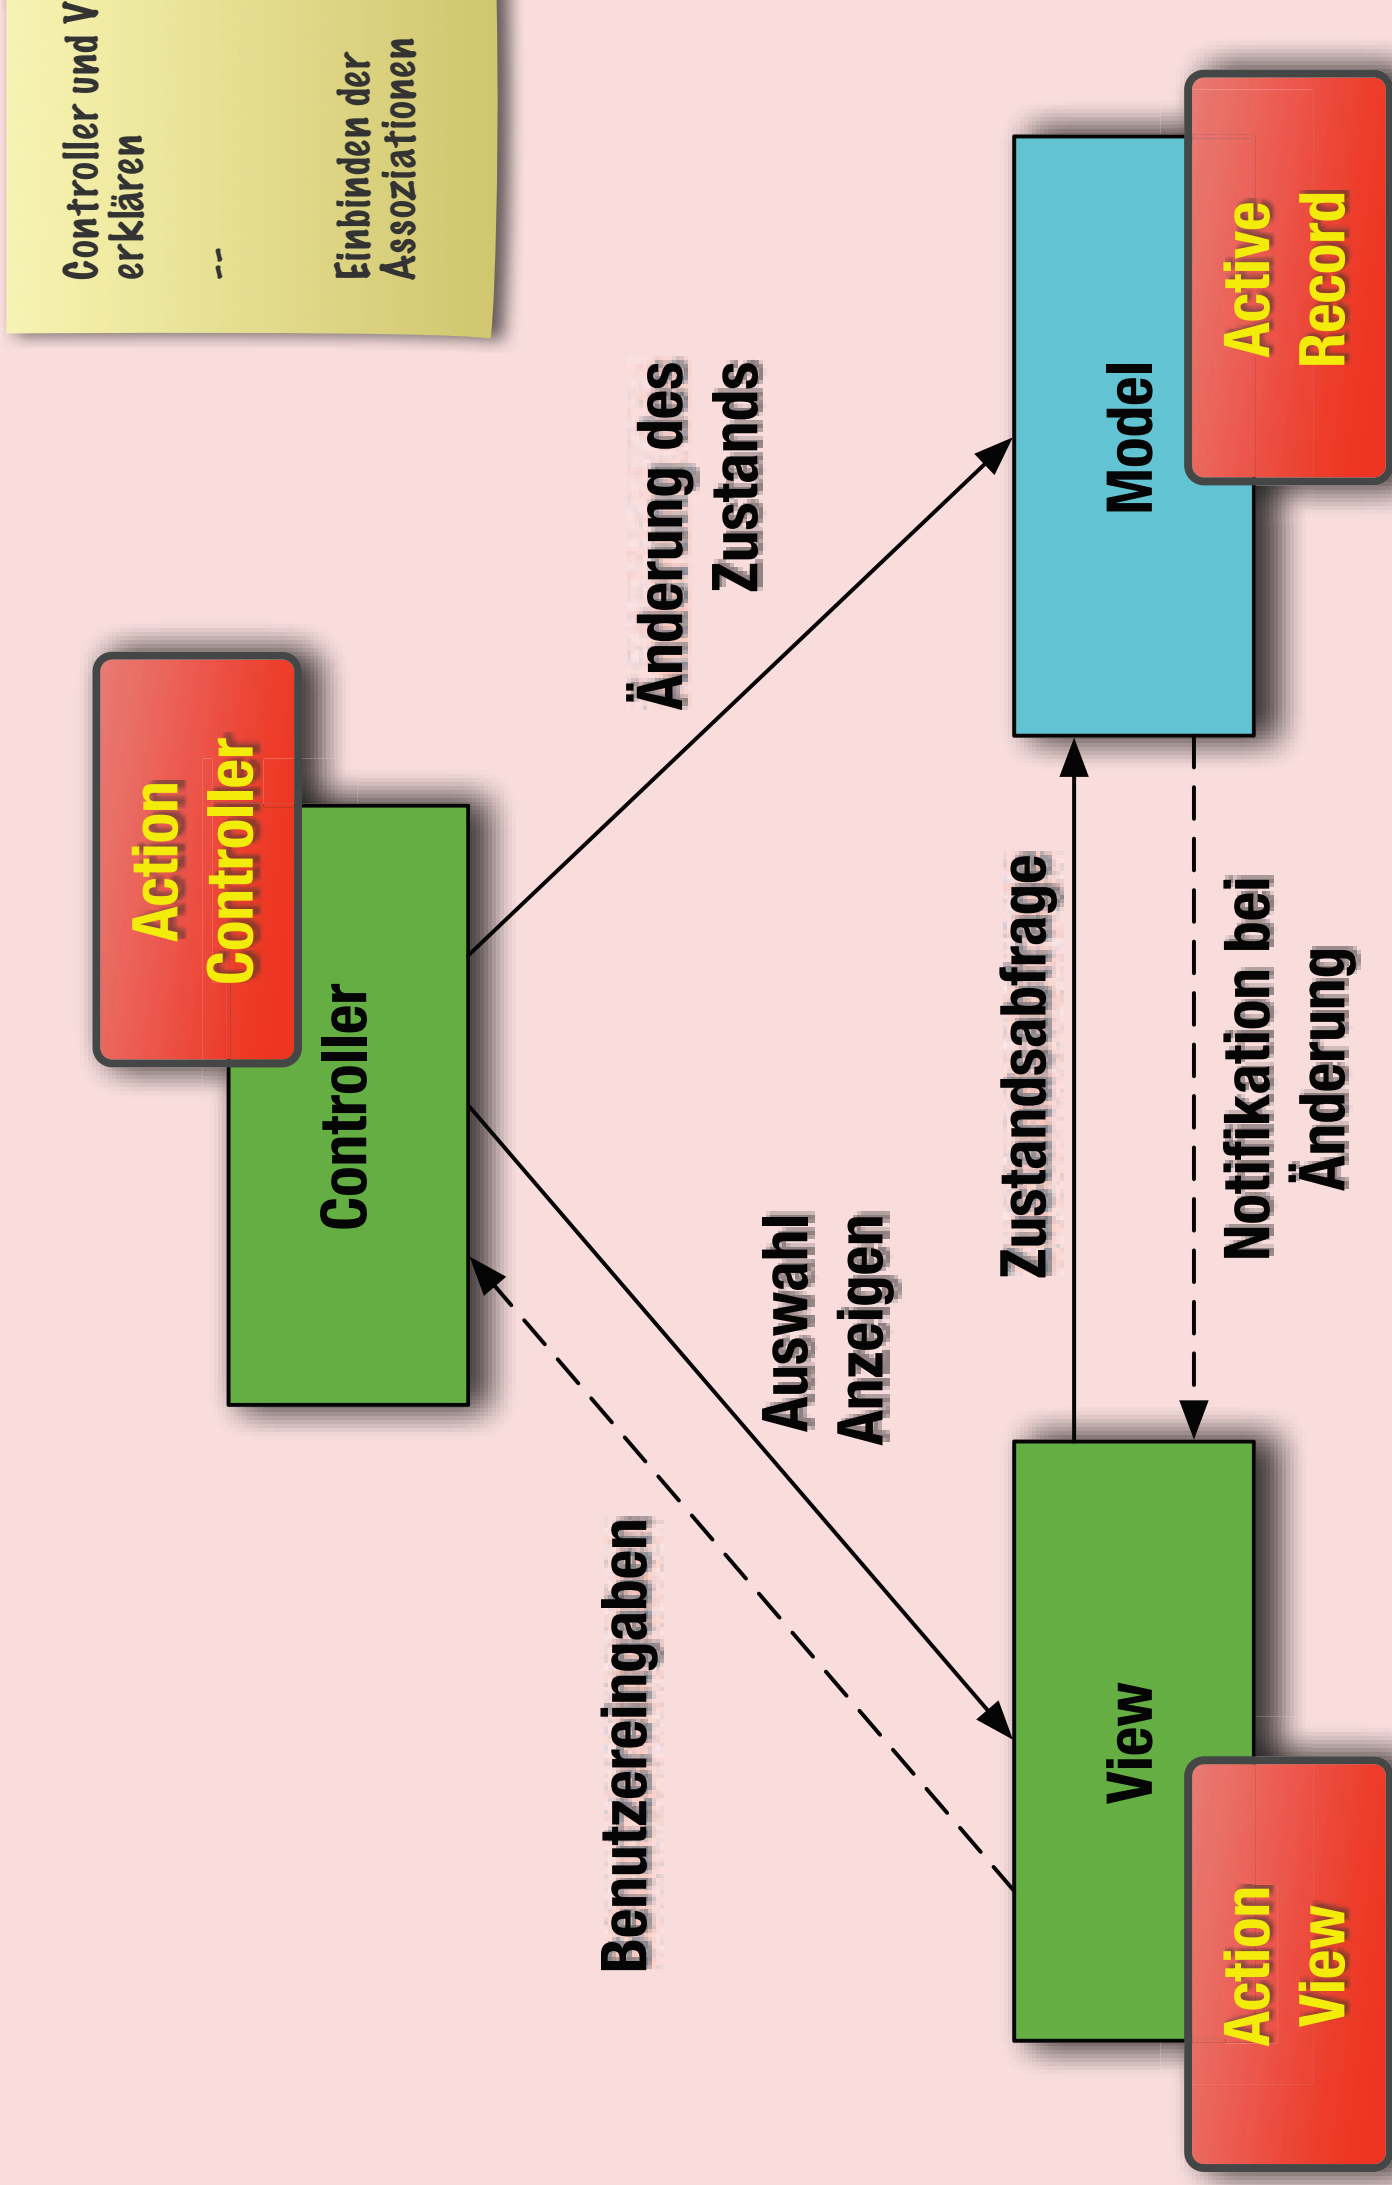 Controller und V
erklären
--
Einbinden der
Assoziationen
Action
Controller
Controller
Änderung des
Zustands
Benutzereingaben
Auswahl
Anzeigen
Zustandsabfrage
View
Model
Notifikation bei
Änderung
Action
View
Active
Record